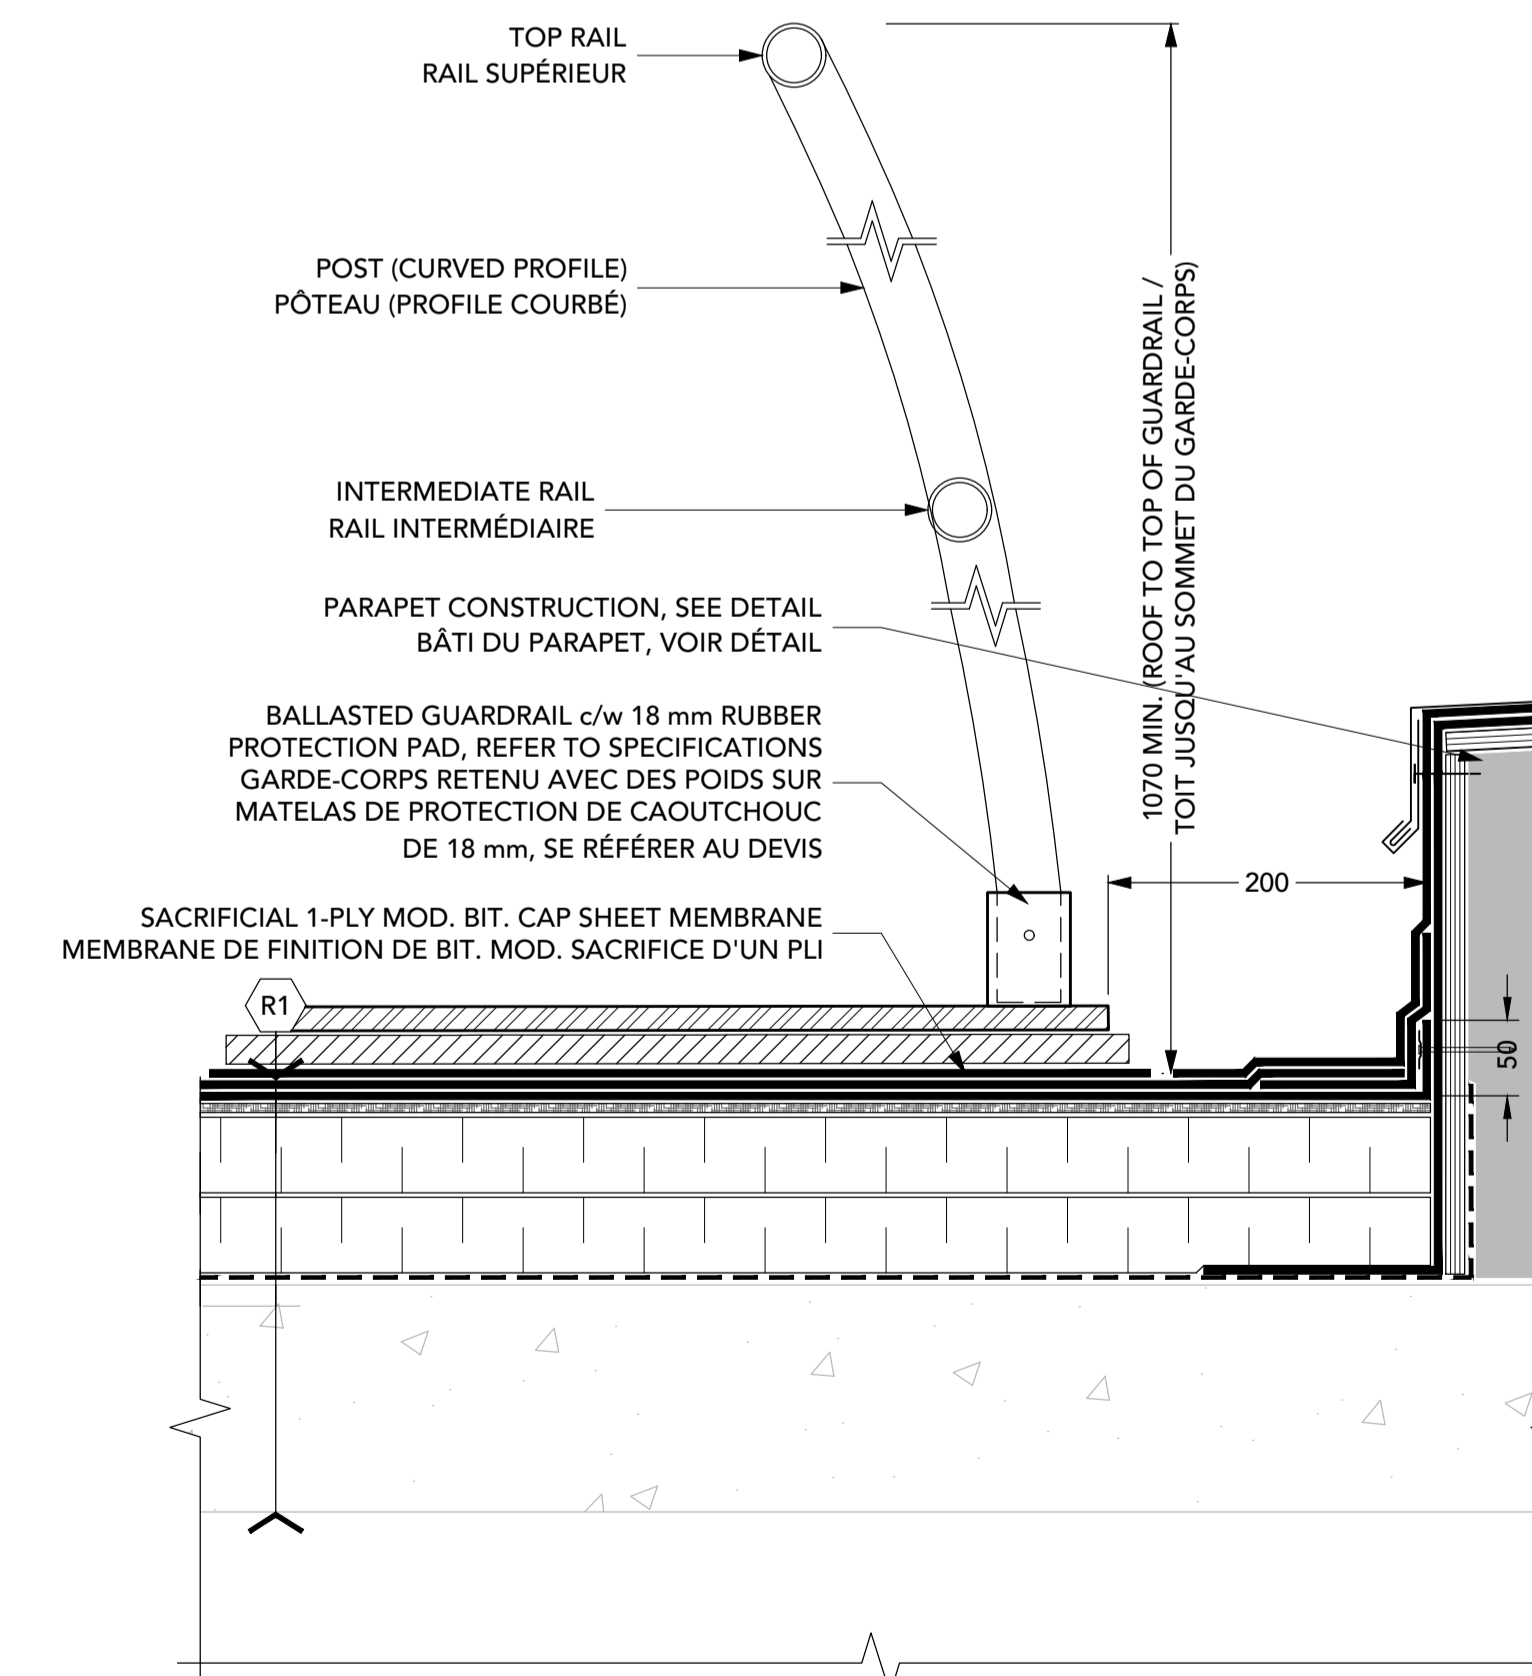 TOP RAIL
RAIL SUPÉRIEUR
POST (CURVED PROFILE)
PÔTEAU (PROFILE COURBÉ)
INTERMEDIATE RAIL
RAIL INTERMÉDIAIRE
PARAPET CONSTRUCTION, SEE DETAIL
BÂTI DU PARAPET, VOIR DÉTAIL
BALLASTED GUARDRAIL c/w 18 mm RUBBER
PROTECTION PAD, REFER TO SPECIFICATIONS
GARDE-CORPS RETENU AVEC DES POIDS SUR
MATELAS DE PROTECTION DE CAOUTCHOUC
DE 18 mm, SE RÉFÉRER AU DEVIS
SACRIFICIAL 1-PLY MOD. BIT. CAP SHEET MEMBRANE
MEMBRANE DE FINITION DE BIT. MOD. SACRIFICE D'UN PLI
R1
1070 MIN. (ROOF TO TOP OF GUARDRAIL /
TOIT JUSQU'AU SOMMET DU GARDE-CORPS)
200
50